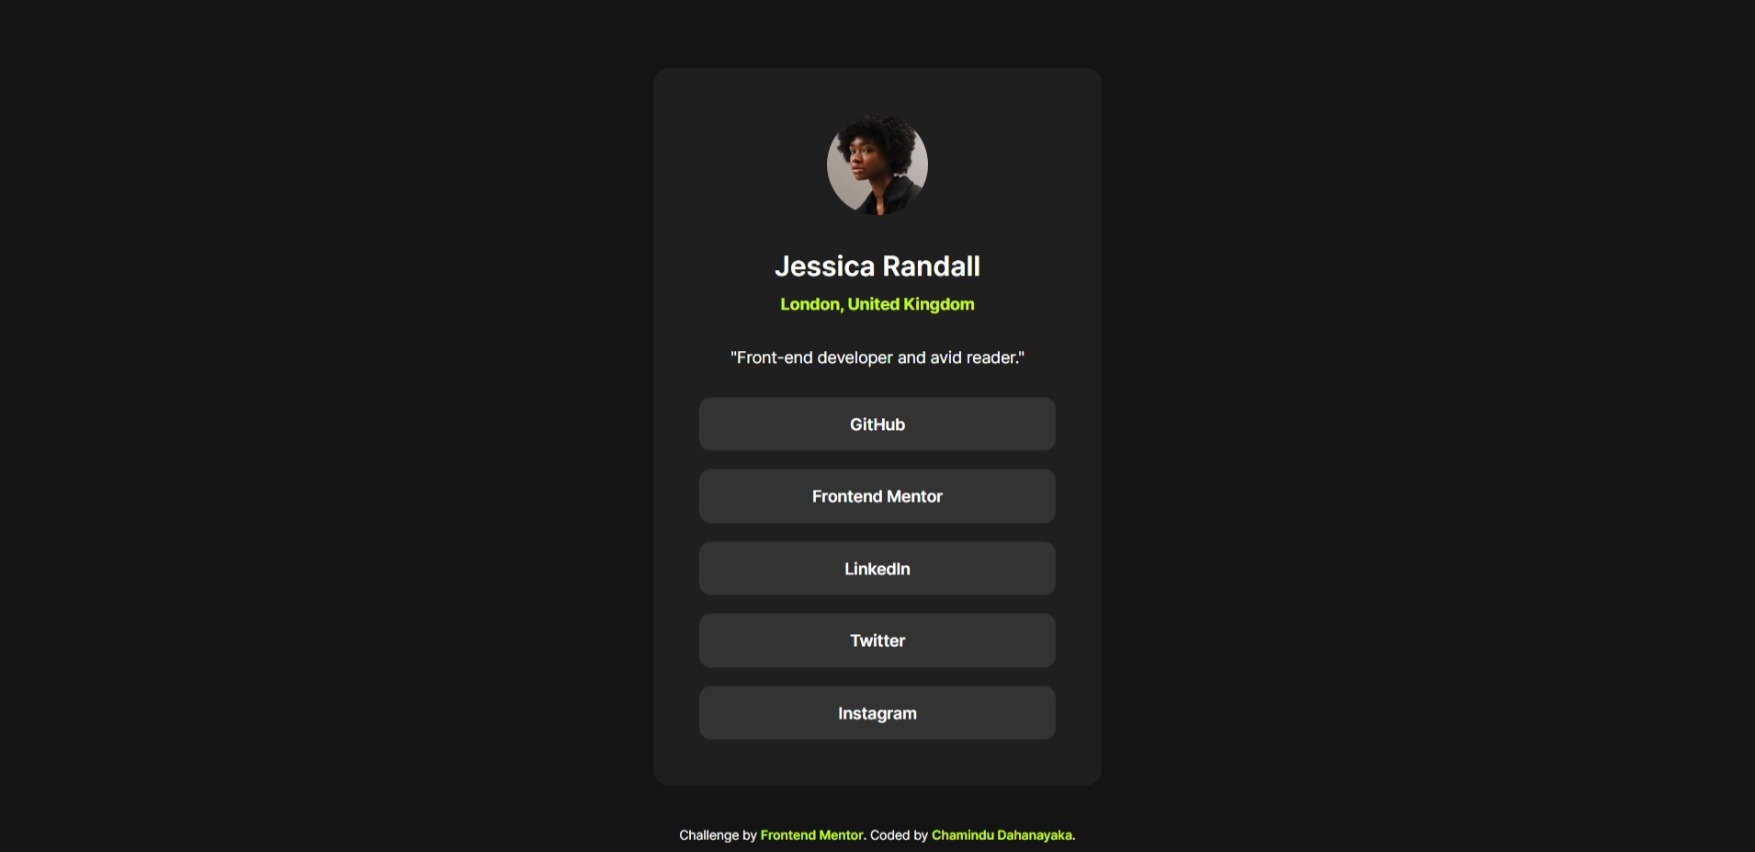 Jessica Randall
London, United Kingdom
"Front-end developer and avid reader."
GitHub
Frontend Mentor
LinkedIn
Twitter
Instagram
Challenge by Frontend Mentor. Coded by Chamindu Dahanayaka.